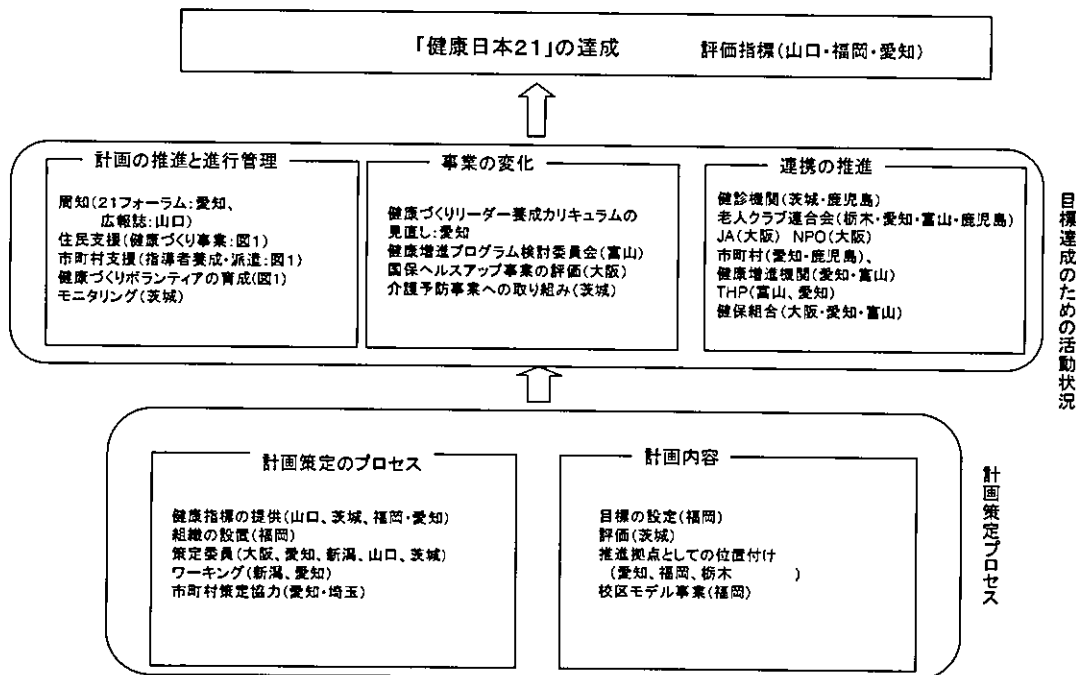 「健康日本21」の達成　評価指標(山口・福岡・愛知)
計画の推進と進行管理
周知(21フォーラム:愛知、
広報誌:山口)
住民支援(健康づくり事業:図1)
市町村支援(指導者養成・派遣:図1)
健康づくりボランティアの育成(図1)
モニタリング(茨城)
事業の変化
健康づくりリーダー養成カリキュラムの
見直し:愛知
健康増進プログラム検討委員会(富山)
国保ヘルスアップ事業の評価(大阪)
介護予防事業への取り組み(茨城)
連携の推進
健診機関(茨城・鹿児島)
老人クラブ連合会(栃木・愛知・富山・鹿児島)
JA(大阪)　NPO(大阪)
市町村(愛知・鹿児島)、
健康増進機関(愛知・富山)
THP(富山、愛知)
健保組合(大阪・愛知・富山)
目標達成のための活動状況
計画策定のプロセス
健康指標の提供(山口、茨城、福岡・愛知)
組織の設置(福岡)
策定委員(大阪、愛知、新潟、山口、茨城)
ワーキング(新潟、愛知)
市町村策定協力(愛知・埼玉)
計画内容
目標の設定(福岡)
評価(茨城)
推進拠点としての位置付け
(愛知、福岡、栃木　　　)
校区モデル事業(福岡)
計画策定プロセス